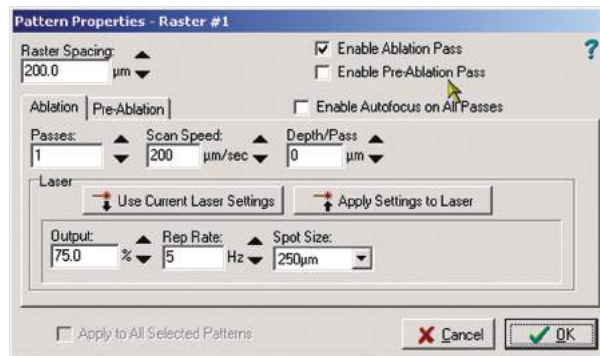 Pattern Properties - Raster #1
Raster Spacing:
200.0 µm
Enable Ablation Pass
?
Enable Pre-Ablation Pass
Ablation Pre-Ablation
Enable Autofocus on All Passes
Passes: Scan Speed: Depth/Pass
1 200 µm/sec 0 µm
Laser
Use Current Laser Settings Apply Settings to Laser
Output: Rep Rate: Spot Size:
75.0 % 5 Hz 250µm
Apply to All Selected Patterns
Cancel OK